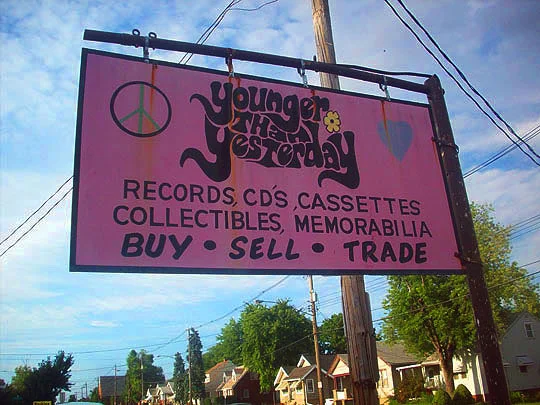 younger
THAN
yesterday
RECORDS, CD'S, CASSETTES
COLLECTIBLES, MEMORABILIA
BUY • SELL • TRADE